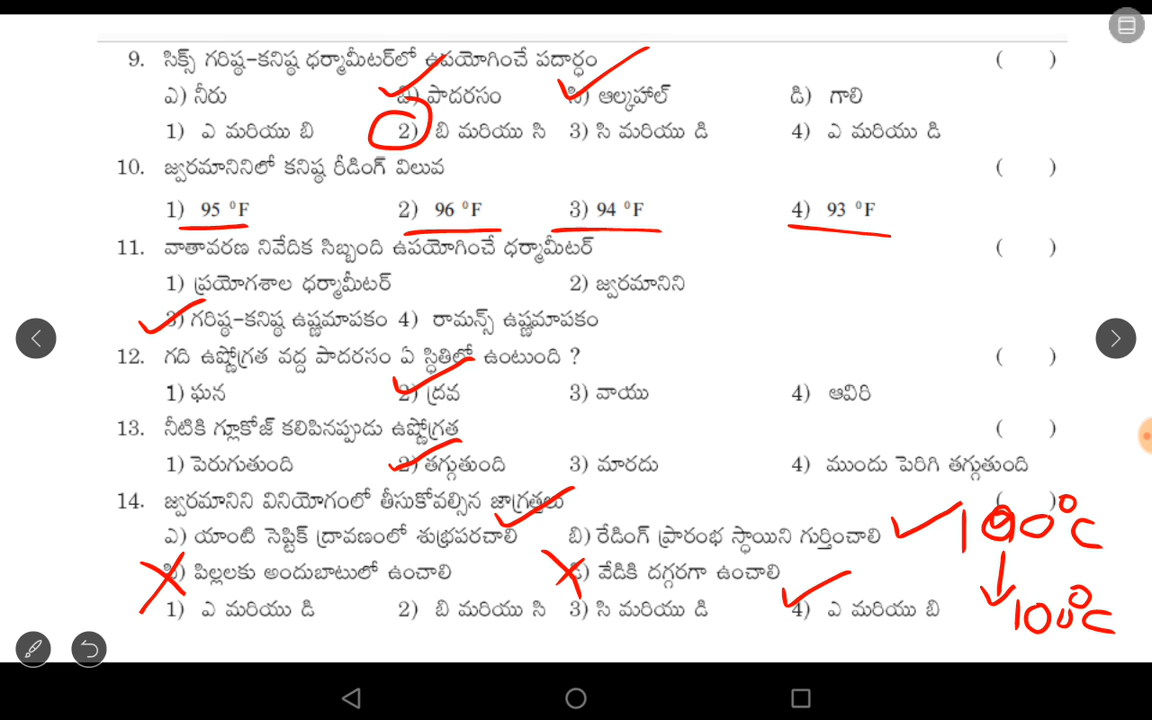 9. సిక్స్ గరిష్ఠ-కనిష్ఠ థర్మామీటర్‌లో ఉపయోగించే పదార్థం ( )
ఎ) నీరు బి) పాదరసం సి) ఆల్కహాల్ డి) గాలి
1) ఎ మరియు బి 2) బి మరియు సి 3) సి మరియు డి 4) ఎ మరియు డి
10. జ్వరమానినిలో కనిష్ఠ రీడింగ్ విలువ ( )
1) 95 °F 2) 96 °F 3) 94 °F 4) 93 °F
11. వాతావరణ నివేదిక సిబ్బంది ఉపయోగించే థర్మామీటర్ ( )
1) ప్రయోగశాల థర్మామీటర్ 2) జ్వరమానిని
3) గరిష్ఠ-కనిష్ఠ ఉష్ణమాపకం 4) రామన్స్ ఉష్ణమాపకం
12. గది ఉష్ణోగ్రత వద్ద పాదరసం ఏ స్థితిలో ఉంటుంది ? ( )
1) ఘన 2) ద్రవ 3) వాయు 4) ఆవిరి
13. నీటికి గ్లూకోజ్ కలిపినప్పుడు ఉష్ణోగ్రత ( )
1) పెరుగుతుంది 2) తగ్గుతుంది 3) మారదు 4) ముందు పెరిగి తగ్గుతుంది
14. జ్వరమానిని వినియోగంలో తీసుకోవల్సిన జాగ్రత్తలు ( )
ఎ) యాంటి సెప్టిక్ ద్రావణంలో శుభ్రపరచాలి బి) రేడింగ్ ప్రారంభ స్థాయిని గుర్తించాలి
సి) పిల్లలకు అందుబాటులో ఉంచాలి డి) వేడికి దగ్గరగా ఉంచాలి
1) ఎ మరియు డి 2) బి మరియు సి 3) సి మరియు డి 4) ఎ మరియు బి
100°C